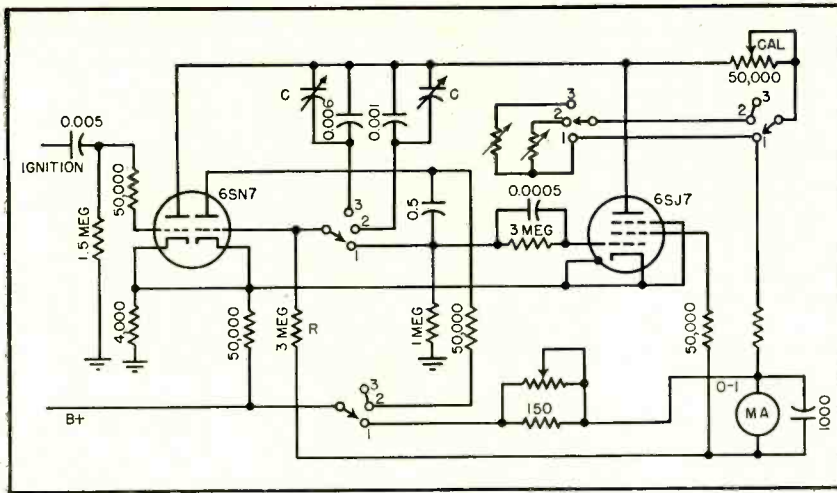 CAL
50,000
C
0.006
0.001
C
3
2
1
3
2
1
0.005
IGNITION
50,000
1.5 MEG
6SN7
3
2
1
0.5
0.0005
3 MEG
6SJ7
4,000
50,000
3 MEG
R
1 MEG
50,000
50,000
B+
3
2
1
150
0-1
MA
1000